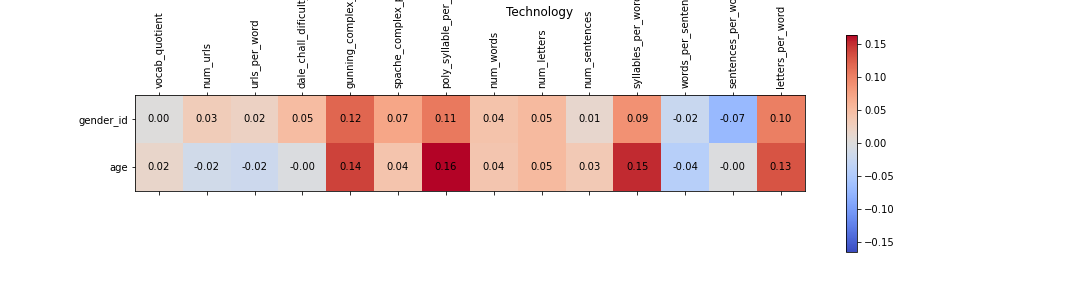 Technology
vocab_quotient
num_urls
urls_per_word
dale_chall_dificult
gunning_complex_
spache_complex_
poly_syllable_per_
num_words
num_letters
num_sentences
syllables_per_word
words_per_senten
sentences_per_wo
letters_per_word
gender_id 0.00 0.03 0.02 0.05 0.12 0.07 0.11 0.04 0.05 0.01 0.09 -0.02 -0.07 0.10
age 0.02 -0.02 -0.02 -0.00 0.14 0.04 0.16 0.04 0.05 0.03 0.15 -0.04 -0.00 0.13
0.15
0.10
0.05
0.00
−0.05
−0.10
−0.15